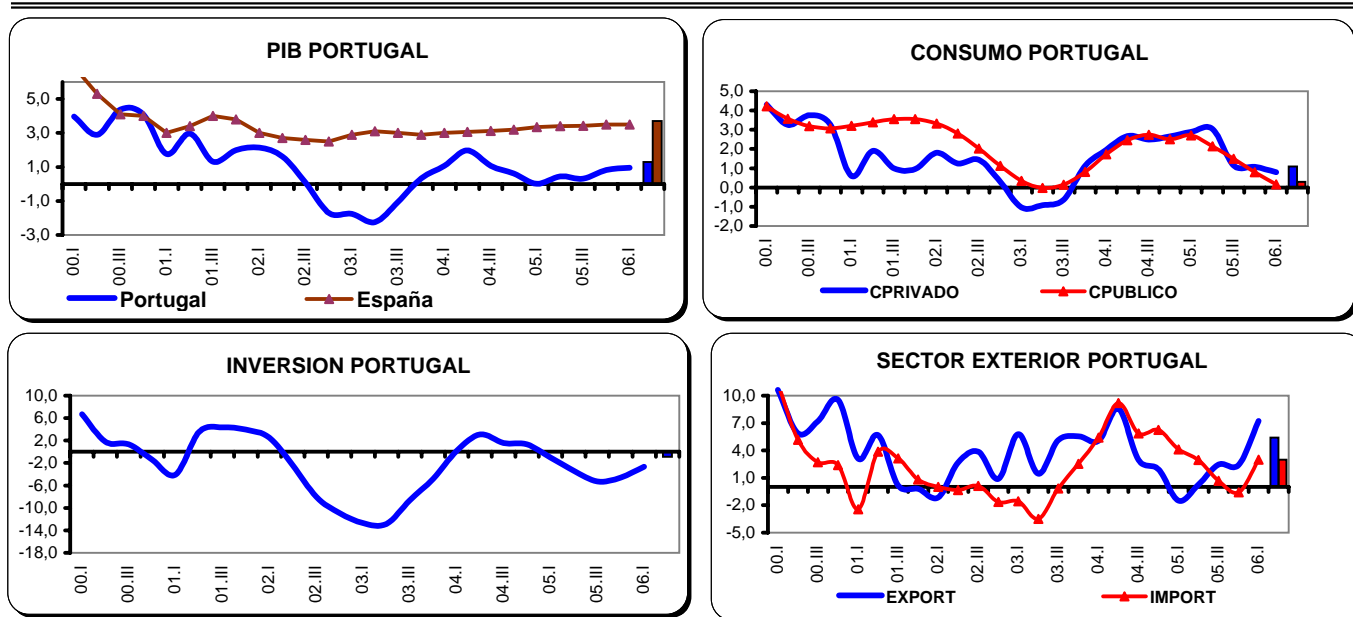 PIB PORTUGAL
5,0
3,0
1,0
-1,0
-3,0
00.I
00.III
01.I
01.III
02.I
02.III
03.I
03.III
04.I
04.III
05.I
05.III
06.I
Portugal España
CONSUMO PORTUGAL
5,0
4,0
3,0
2,0
1,0
0,0
-1,0
-2,0
00.I
00.III
01.I
01.III
02.I
02.III
03.I
03.III
04.I
04.III
05.I
05.III
06.I
CPRIVADO CPUBLICO
INVERSION PORTUGAL
10,0
6,0
2,0
-2,0
-6,0
-10,0
-14,0
-18,0
00.I
00.III
01.I
01.III
02.I
02.III
03.I
03.III
04.I
04.III
05.I
05.III
06.I
SECTOR EXTERIOR PORTUGAL
10,0
7,0
4,0
1,0
-2,0
-5,0
00.I
00.III
01.I
01.III
02.I
02.III
03.I
03.III
04.I
04.III
05.I
05.III
06.I
EXPORT IMPORT